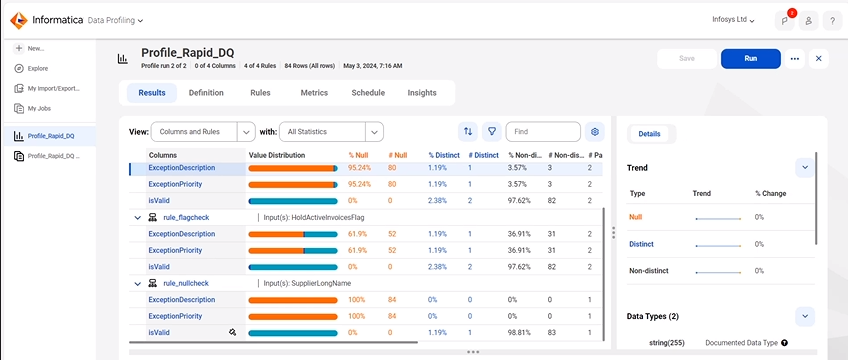 Informatica Data Profiling Infosys Ltd 2 ?
New...
Explore
My Import/Export...
My Jobs
Profile_Rapid_DQ
Profile_Rapid_DQ ...
Profile_Rapid_DQ
Profile run 2 of 2 0 of 4 Columns 4 of 4 Rules 84 Rows (All rows) May 3, 2024, 7:16 AM
Save Run
Results Definition Rules Metrics Schedule Insights
View: Columns and Rules with: All Statistics Find
Columns Value Distribution % Null # Null % Distinct # Distinct % Non-di... # Non-dis... # Pa
ExceptionDescription 95.24% 80 1.19% 1 3.57% 3 2
ExceptionPriority 95.24% 80 1.19% 1 3.57% 3 2
isValid 0% 0 2.38% 2 97.62% 82 2
rule_flagcheck Input(s): HoldActiveInvoicesFlag
ExceptionDescription 61.9% 52 1.19% 1 36.91% 31 2
ExceptionPriority 61.9% 52 1.19% 1 36.91% 31 2
isValid 0% 0 2.38% 2 97.62% 82 2
rule_nullcheck Input(s): SupplierLongName
ExceptionDescription 100% 84 0% 0 0% 0 1
ExceptionPriority 100% 84 0% 0 0% 0 1
isValid 0% 0 1.19% 1 98.81% 83 1
Details
Trend
Type Trend % Change
Null 0%
Distinct 0%
Non-distinct 0%
Data Types (2)
string(255) Documented Data Type ?